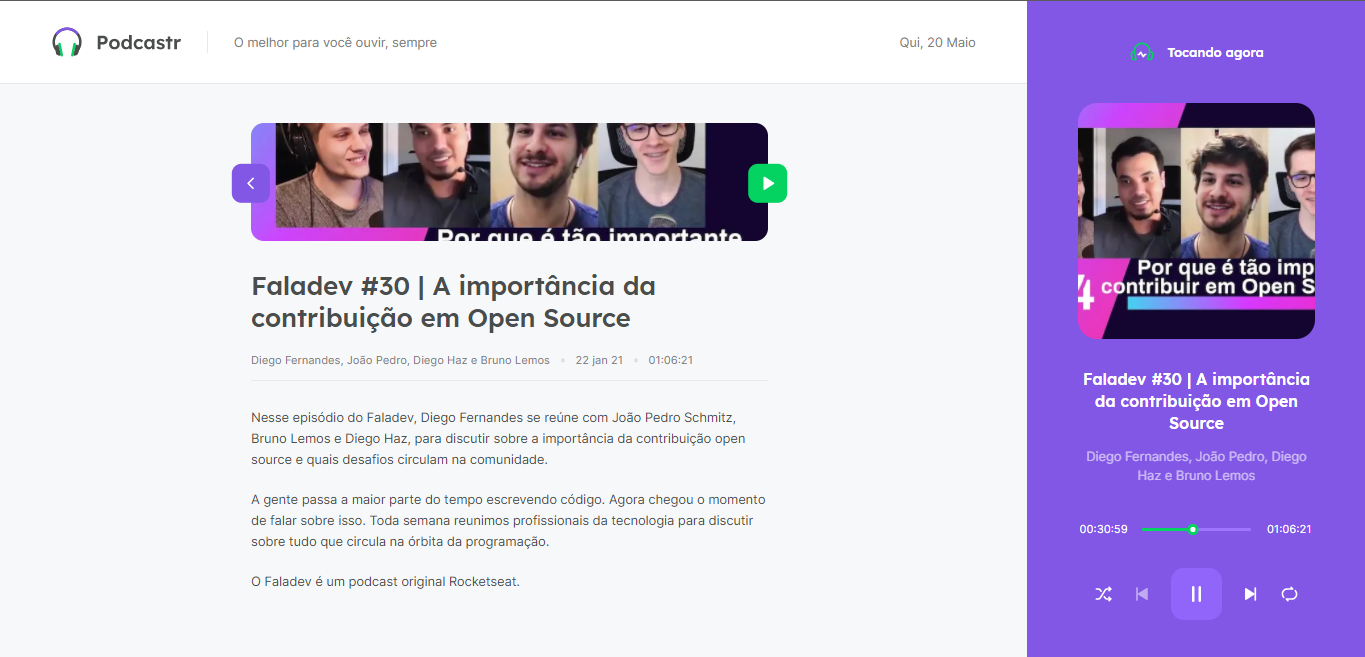 Podcastr
O melhor para você ouvir, sempre
Qui, 20 Maio
Por que é tão importante
Faladev #30 | A importância da
contribuição em Open Source
Diego Fernandes, João Pedro, Diego Haz e Bruno Lemos • 22 jan 21 • 01:06:21
Nesse episódio do Faladev, Diego Fernandes se reúne com João Pedro Schmitz,
Bruno Lemos e Diego Haz, para discutir sobre a importância da contribuição open
source e quais desafios circulam na comunidade.
A gente passa a maior parte do tempo escrevendo código. Agora chegou o momento
de falar sobre isso. Toda semana reunimos profissionais da tecnologia para discutir
sobre tudo que circula na órbita da programação.
O Faladev é um podcast original Rocketseat.
Tocando agora
Por que é tão imp
4 contribuir em Open S
Faladev #30 | A importância
da contribuição em Open
Source
Diego Fernandes, João Pedro, Diego
Haz e Bruno Lemos
00:30:59
01:06:21